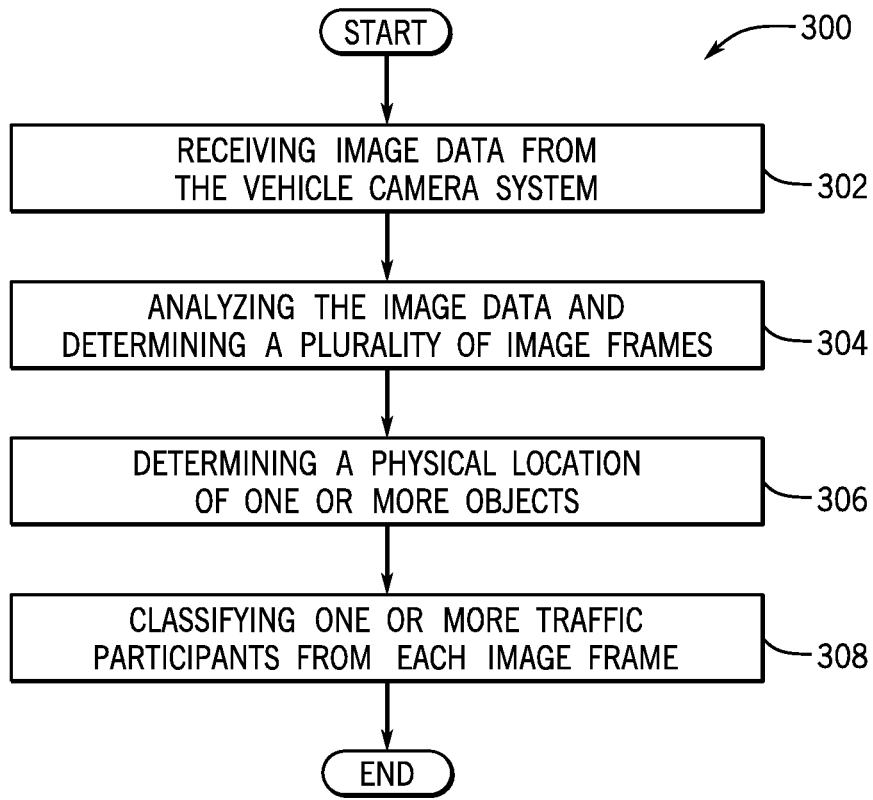 START
300
RECEIVING IMAGE DATA FROM
THE VEHICLE CAMERA SYSTEM
302
ANALYZING THE IMAGE DATA AND
DETERMINING A PLURALITY OF IMAGE FRAMES
304
DETERMINING A PHYSICAL LOCATION
OF ONE OR MORE OBJECTS
306
CLASSIFYING ONE OR MORE TRAFFIC
PARTICIPANTS FROM EACH IMAGE FRAME
308
END